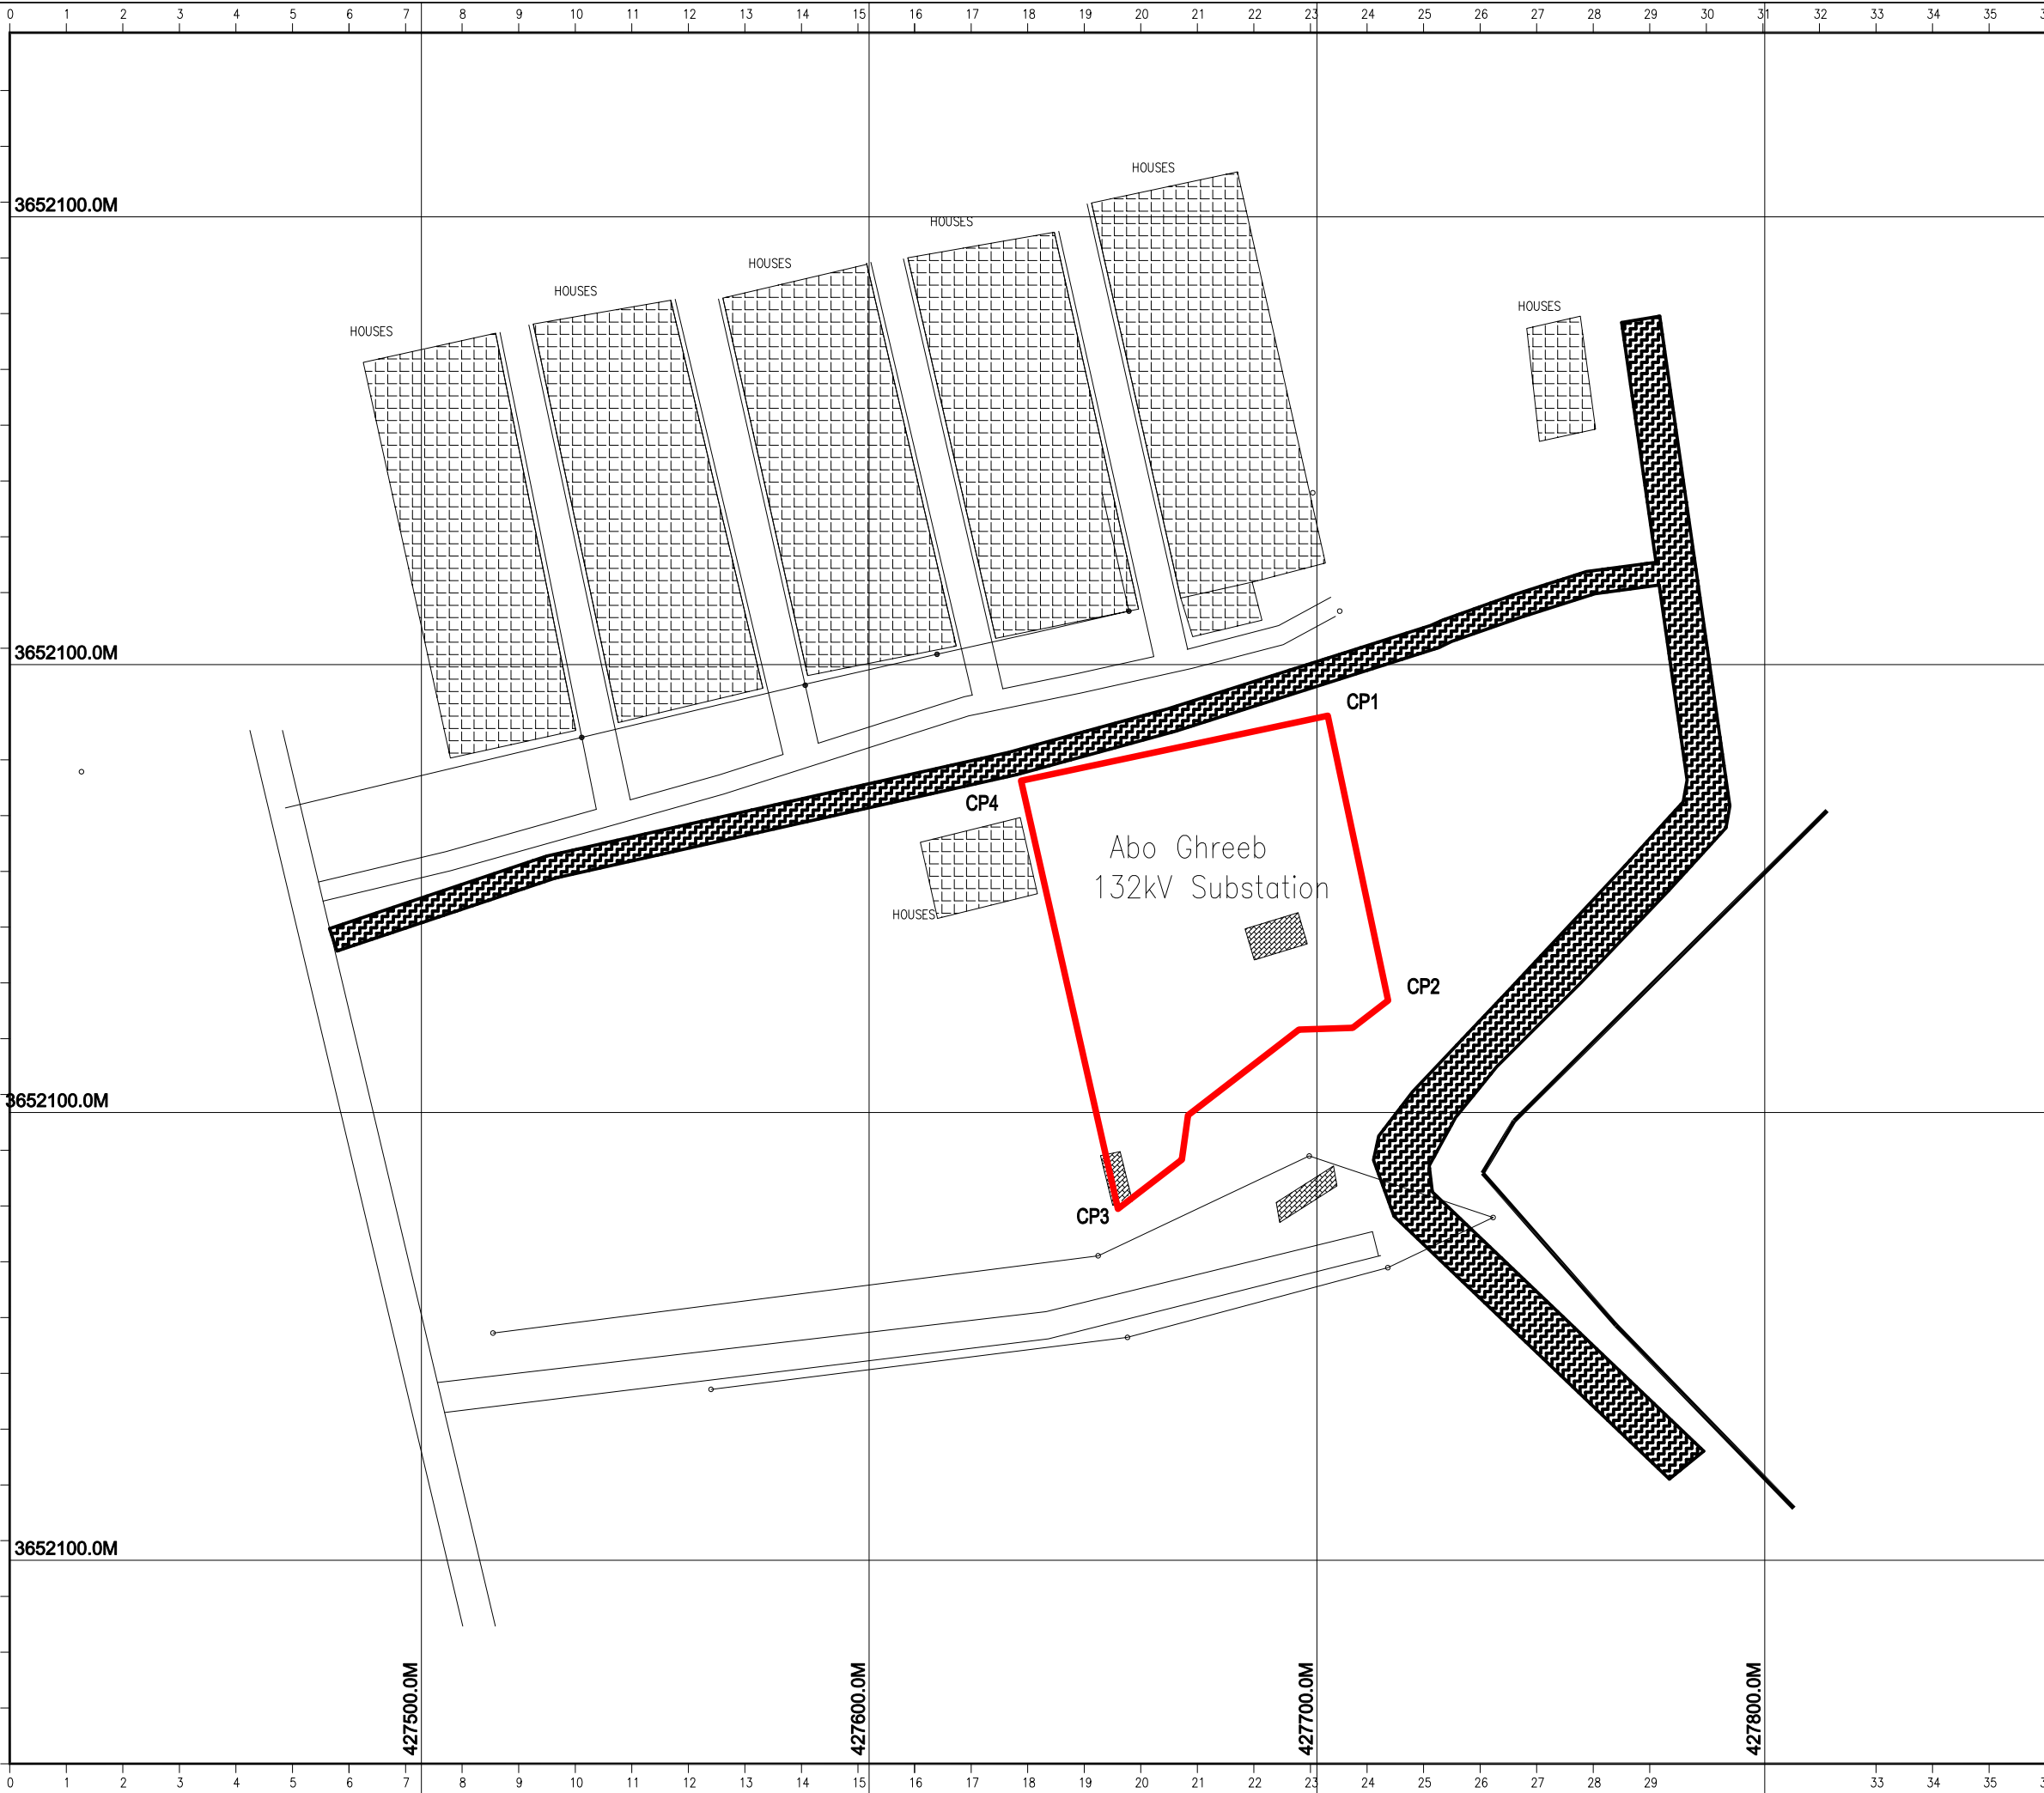 0 1 2 3 4 5 6 7 8 9 10 11 12 13 14 15 16 17 18 19 20 21 22 23 24 25 26 27 28 29 30 31 32 33 34 35
HOUSES
3652100.0M
HOUSES
HOUSES
HOUSES
HOUSES
HOUSES
3652100.0M
CP1
CP4
Abo Ghreeb
132kV Substation
HOUSES
CP2
3652100.0M
CP3
3652100.0M
427500.0M
427600.0M
427700.0M
427800.0M
0 1 2 3 4 5 6 7 8 9 10 11 12 13 14 15 16 17 18 19 20 21 22 23 24 25 26 27 28 29 33 34 35